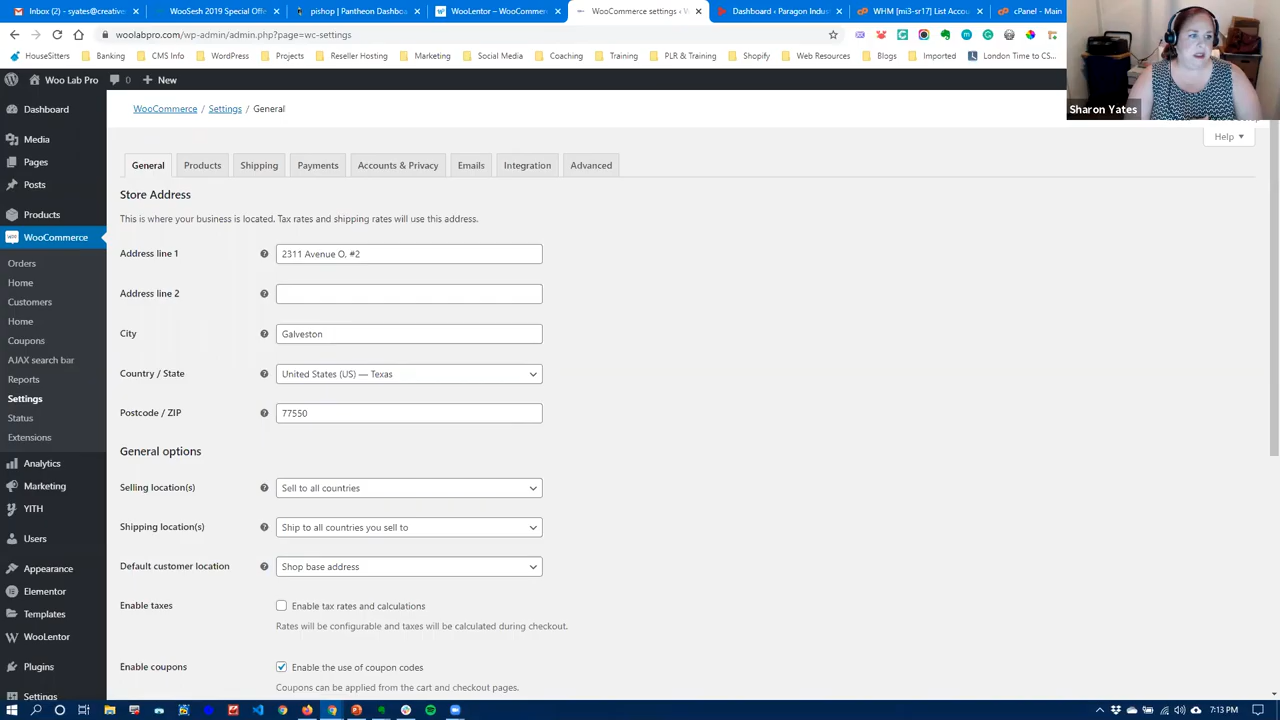 Inbox (2) - syates@creative
WooSesh 2019 Special Offe
pishop | Pantheon Dashboa
WooLentor – WooCommerc
WooCommerce settings ‹ W
Dashboard ‹ Paragon Indus
WHM [mi3-sr17] List Accou
cPanel - Main
woolabpro.com/wp-admin/admin.php?page=wc-settings
HouseSitters
Banking
CMS Info
WordPress
Projects
Reseller Hosting
Marketing
Social Media
Coaching
Training
PLR & Training
Shopify
Web Resources
Blogs
Imported
London Time to CS...
Woo Lab Pro
0
New
Sharon Yates
Dashboard
Media
Pages
Posts
Products
WooCommerce
Orders
Home
Customers
Home
Coupons
AJAX search bar
Reports
Settings
Status
Extensions
Analytics
Marketing
YITH
Users
Appearance
Elementor
Templates
WooLentor
Plugins
Settings
WooCommerce / Settings / General
Help
General
Products
Shipping
Payments
Accounts & Privacy
Emails
Integration
Advanced
Store Address
This is where your business is located. Tax rates and shipping rates will use this address.
Address line 1
2311 Avenue O, #2
Address line 2
City
Galveston
Country / State
United States (US) — Texas
Postcode / ZIP
77550
General options
Selling location(s)
Sell to all countries
Shipping location(s)
Ship to all countries you sell to
Default customer location
Shop base address
Enable taxes
Enable tax rates and calculations
Rates will be configurable and taxes will be calculated during checkout.
Enable coupons
Enable the use of coupon codes
Coupons can be applied from the cart and checkout pages.
7:13 PM